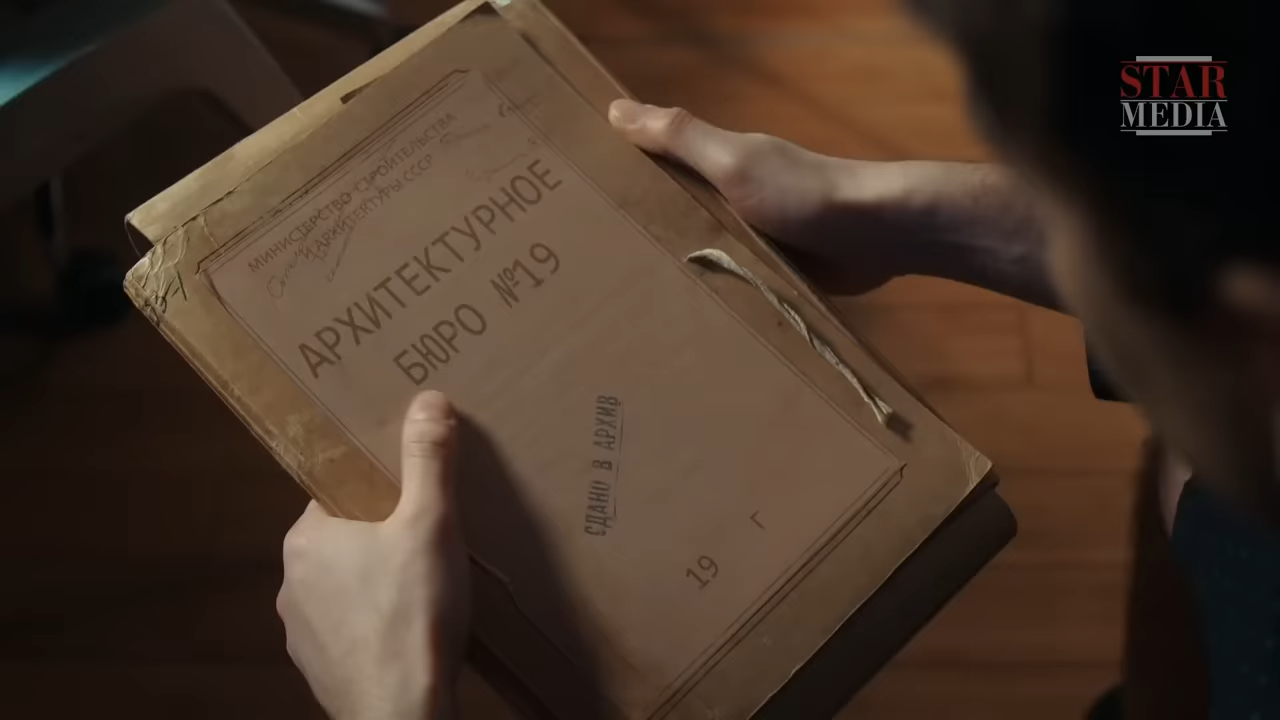 МИНИСТЕРСТВО СТРОИТЕЛЬСТВА
И АРХИТЕКТУРЫ СССР
АРХИТЕКТУРНОЕ
БЮРО №19
СДАНО В АРХИВ
19 Г
STAR
MEDIA